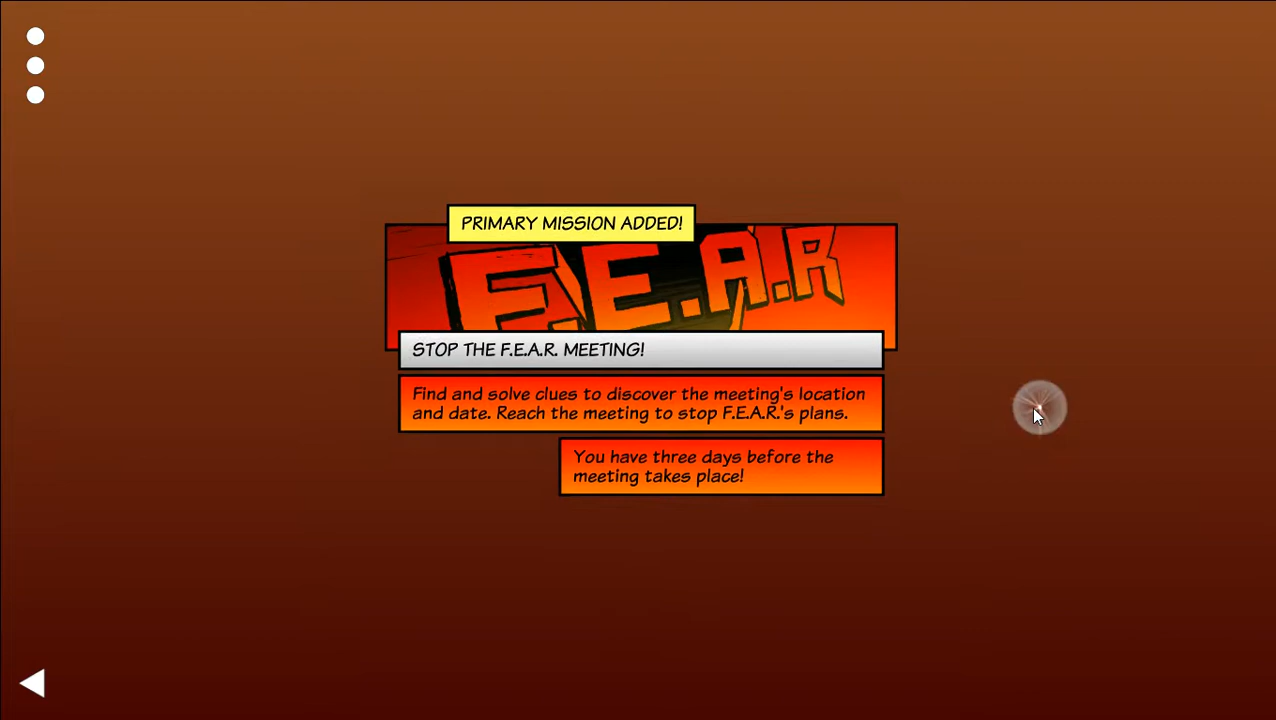 PRIMARY MISSION ADDED!
F.E.A.R
STOP THE F.E.A.R. MEETING!
Find and solve clues to discover the meeting's location
and date. Reach the meeting to stop F.E.A.R.'s plans.
You have three days before the
meeting takes place!